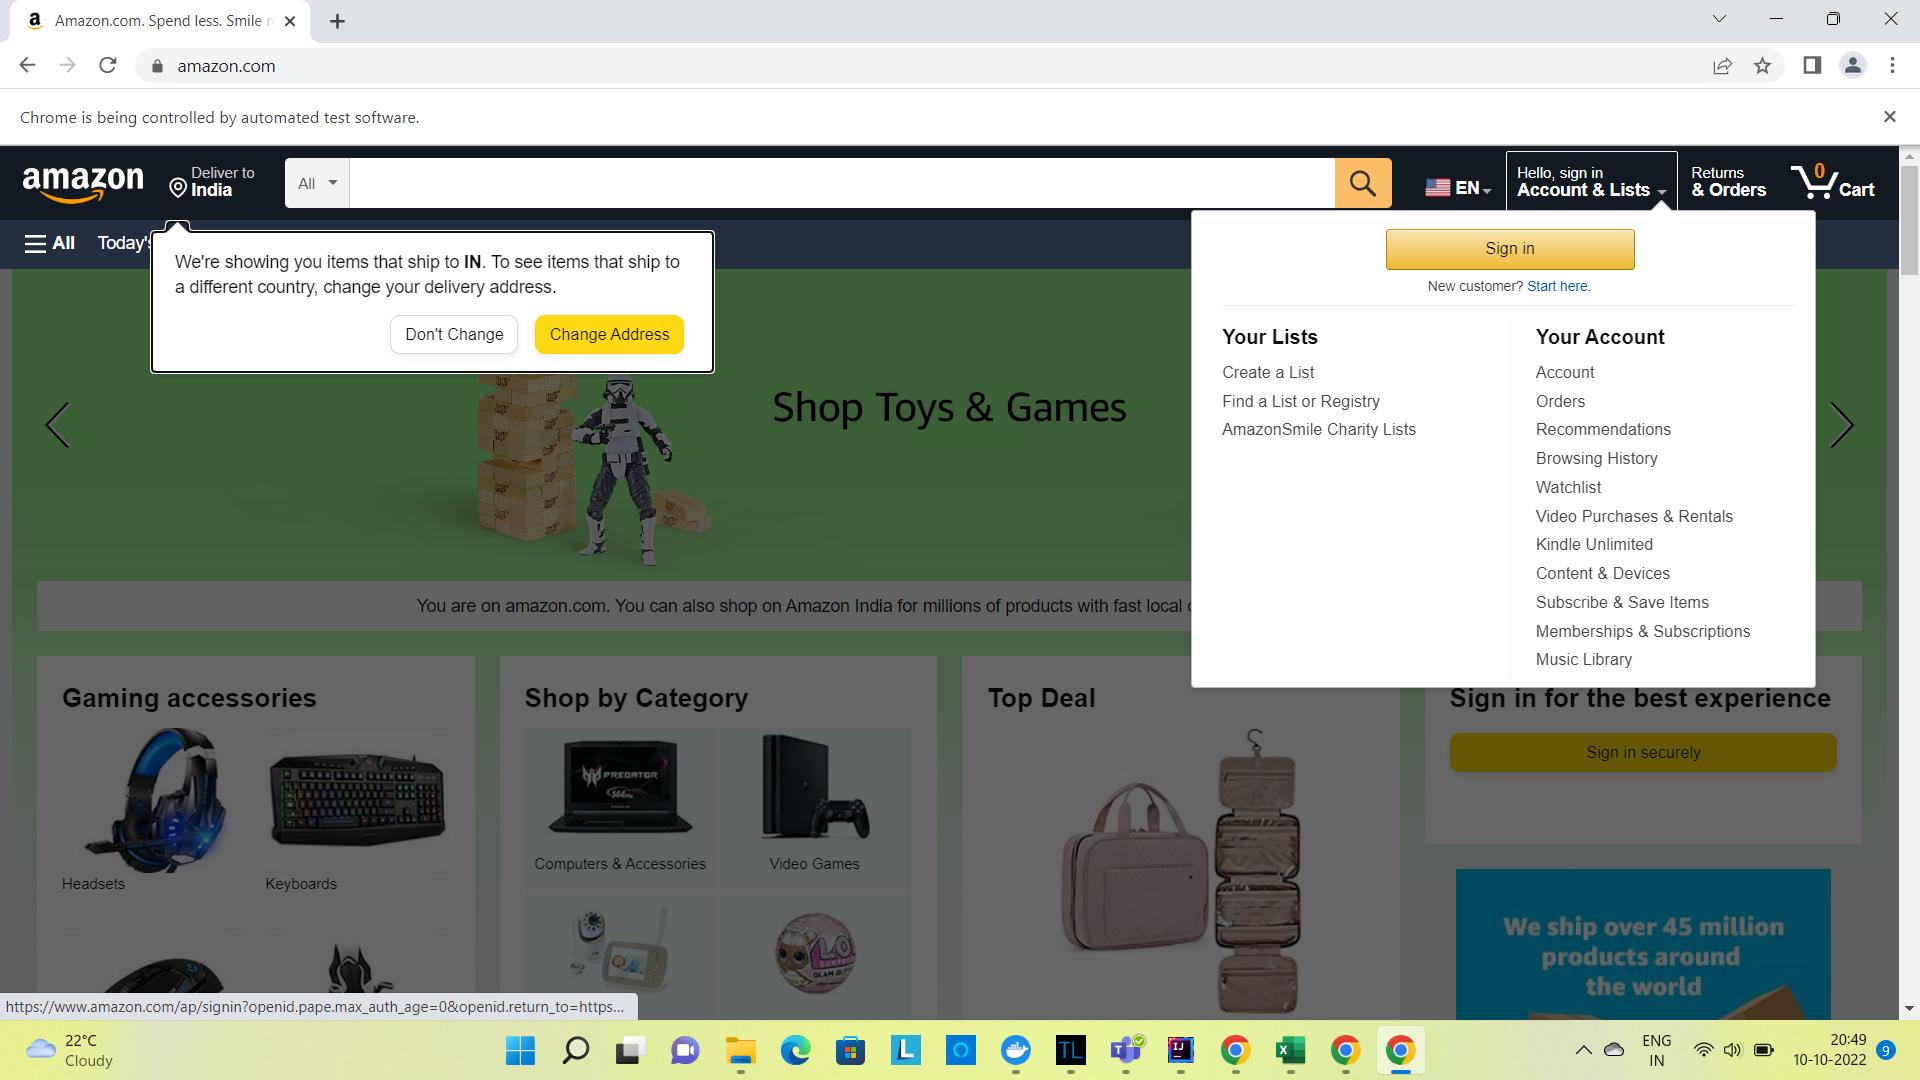 Amazon.com. Spend less. Smile
amazon.com
Chrome is being controlled by automated test software.
amazon
Deliver to
India
All
EN
Hello, sign in
Account & Lists
Returns
& Orders
0
Cart
All
Today's
We're showing you items that ship to IN. To see items that ship to
a different country, change your delivery address.
Don't Change
Change Address
Sign in
New customer? Start here.
Your Lists
Create a List
Find a List or Registry
AmazonSmile Charity Lists
Your Account
Account
Orders
Recommendations
Browsing History
Watchlist
Video Purchases & Rentals
Kindle Unlimited
Content & Devices
Subscribe & Save Items
Memberships & Subscriptions
Music Library
Shop Toys & Games
You are on amazon.com. You can also shop on Amazon India for millions of products with fast local
Gaming accessories
Headsets
Keyboards
Shop by Category
PREDATOR
144Hz
Computers & Accessories
Video Games
Top Deal
Sign in for the best experience
Sign in securely
We ship over 45 million
products around
the world
https://www.amazon.com/ap/signin?openid.pape.max_auth_age=0&openid.return_to=https...
22°C
Cloudy
L
TL
IJ
ENG
IN
20:49
10-10-2022
9